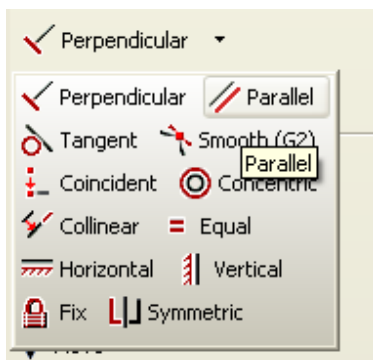 Perpendicular
Perpendicular Parallel
Tangent Smooth (G2)
Parallel
Coincident Concentric
Collinear Equal
Horizontal Vertical
Fix Symmetric